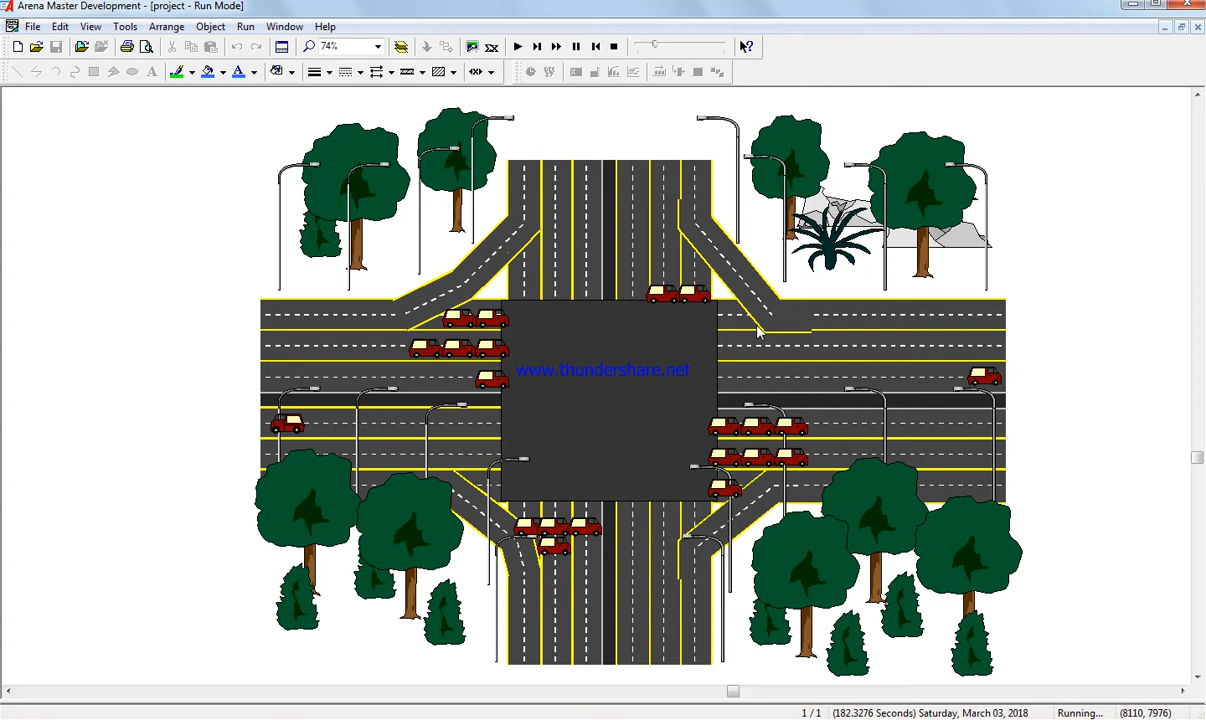 Arena Master Development - [project - Run Mode]
File Edit View Tools Arrange Object Run Window Help
74%
www.thundershare.net
1 / 1 (182.3276 Seconds) Saturday, March 03, 2018 Running... (8110, 7976)